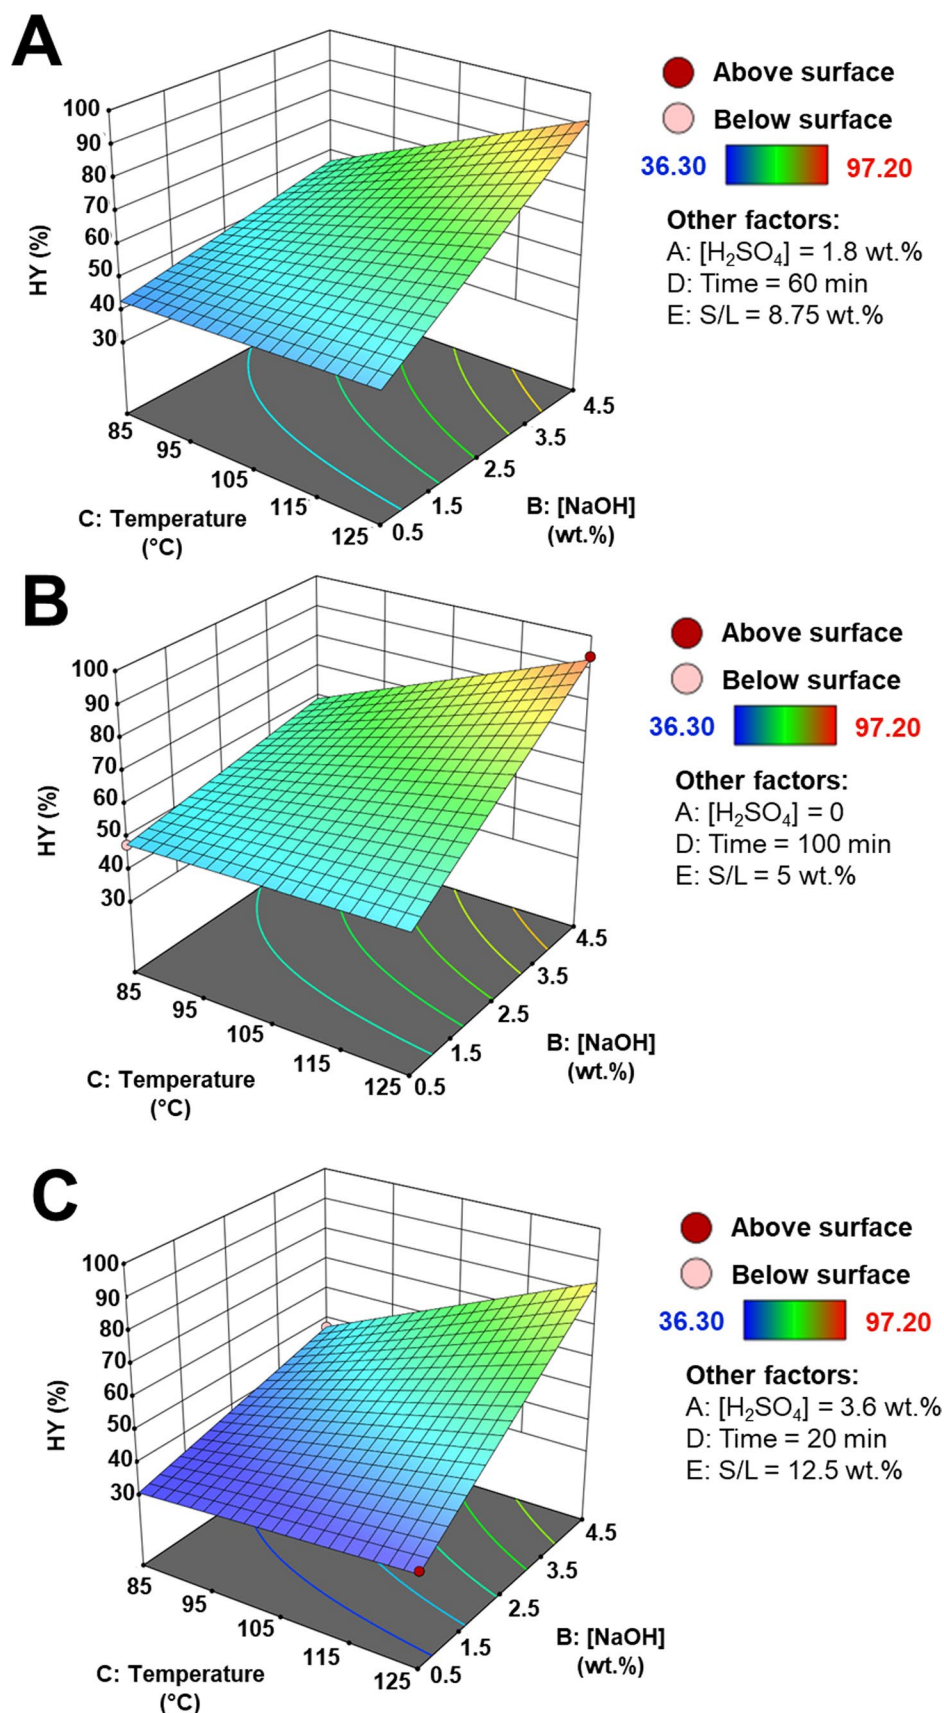 A
Above surface
Below surface
36.30 97.20
Other factors:
A: [H₂SO₄] = 1.8 wt.%
D: Time = 60 min
E: S/L = 8.75 wt.%
HY (%)
100
90
80
70
60
50
40
30
85
95
105
115
125
C: Temperature
(°C)
0.5
1.5
2.5
3.5
4.5
B: [NaOH]
(wt.%)
B
Above surface
Below surface
36.30 97.20
Other factors:
A: [H₂SO₄] = 0
D: Time = 100 min
E: S/L = 5 wt.%
HY (%)
100
90
80
70
60
50
40
30
85
95
105
115
125
C: Temperature
(°C)
0.5
1.5
2.5
3.5
4.5
B: [NaOH]
(wt.%)
C
Above surface
Below surface
36.30 97.20
Other factors:
A: [H₂SO₄] = 3.6 wt.%
D: Time = 20 min
E: S/L = 12.5 wt.%
HY (%)
100
90
80
70
60
50
40
30
85
95
105
115
125
C: Temperature
(°C)
0.5
1.5
2.5
3.5
4.5
B: [NaOH]
(wt.%)